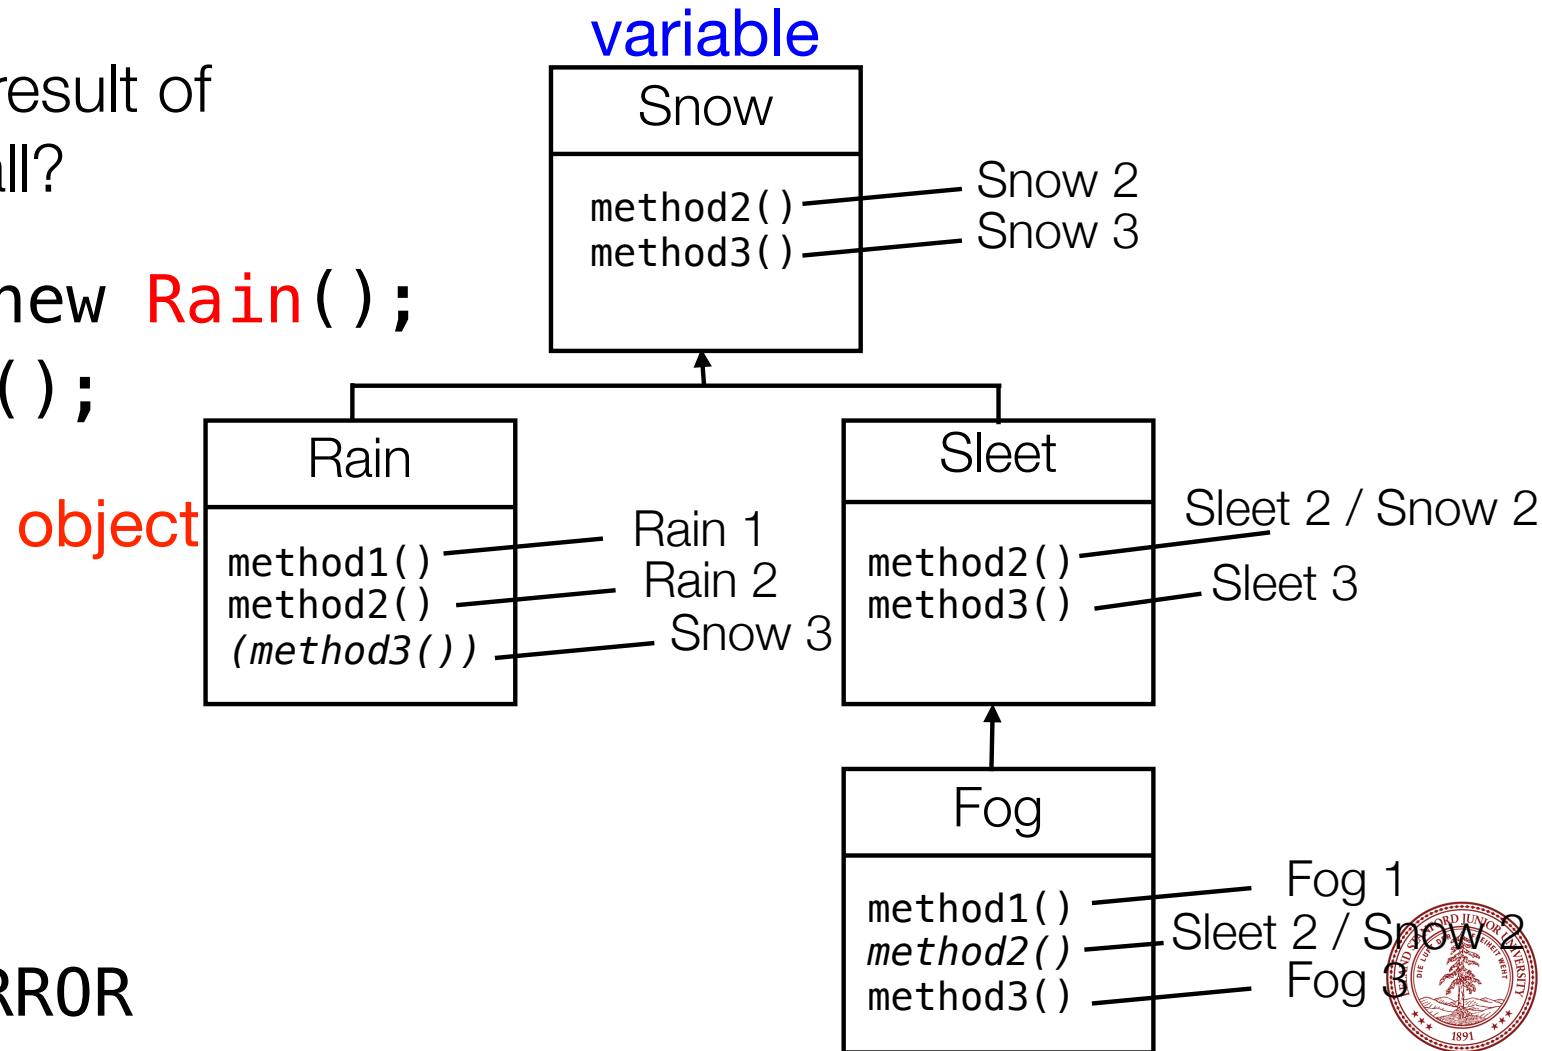 variable
result of
all?
new Rain();
();
object
Snow
method2()
method3()
Snow 2
Snow 3
Rain
method1()
method2()
(method3())
Rain 1
Rain 2
Snow 3
Sleet
method2()
method3()
Sleet 2 / Snow 2
Sleet 3
Fog
method1()
method2()
method3()
Fog 1
Sleet 2 / Snow 2
Fog 3
RROR
1891